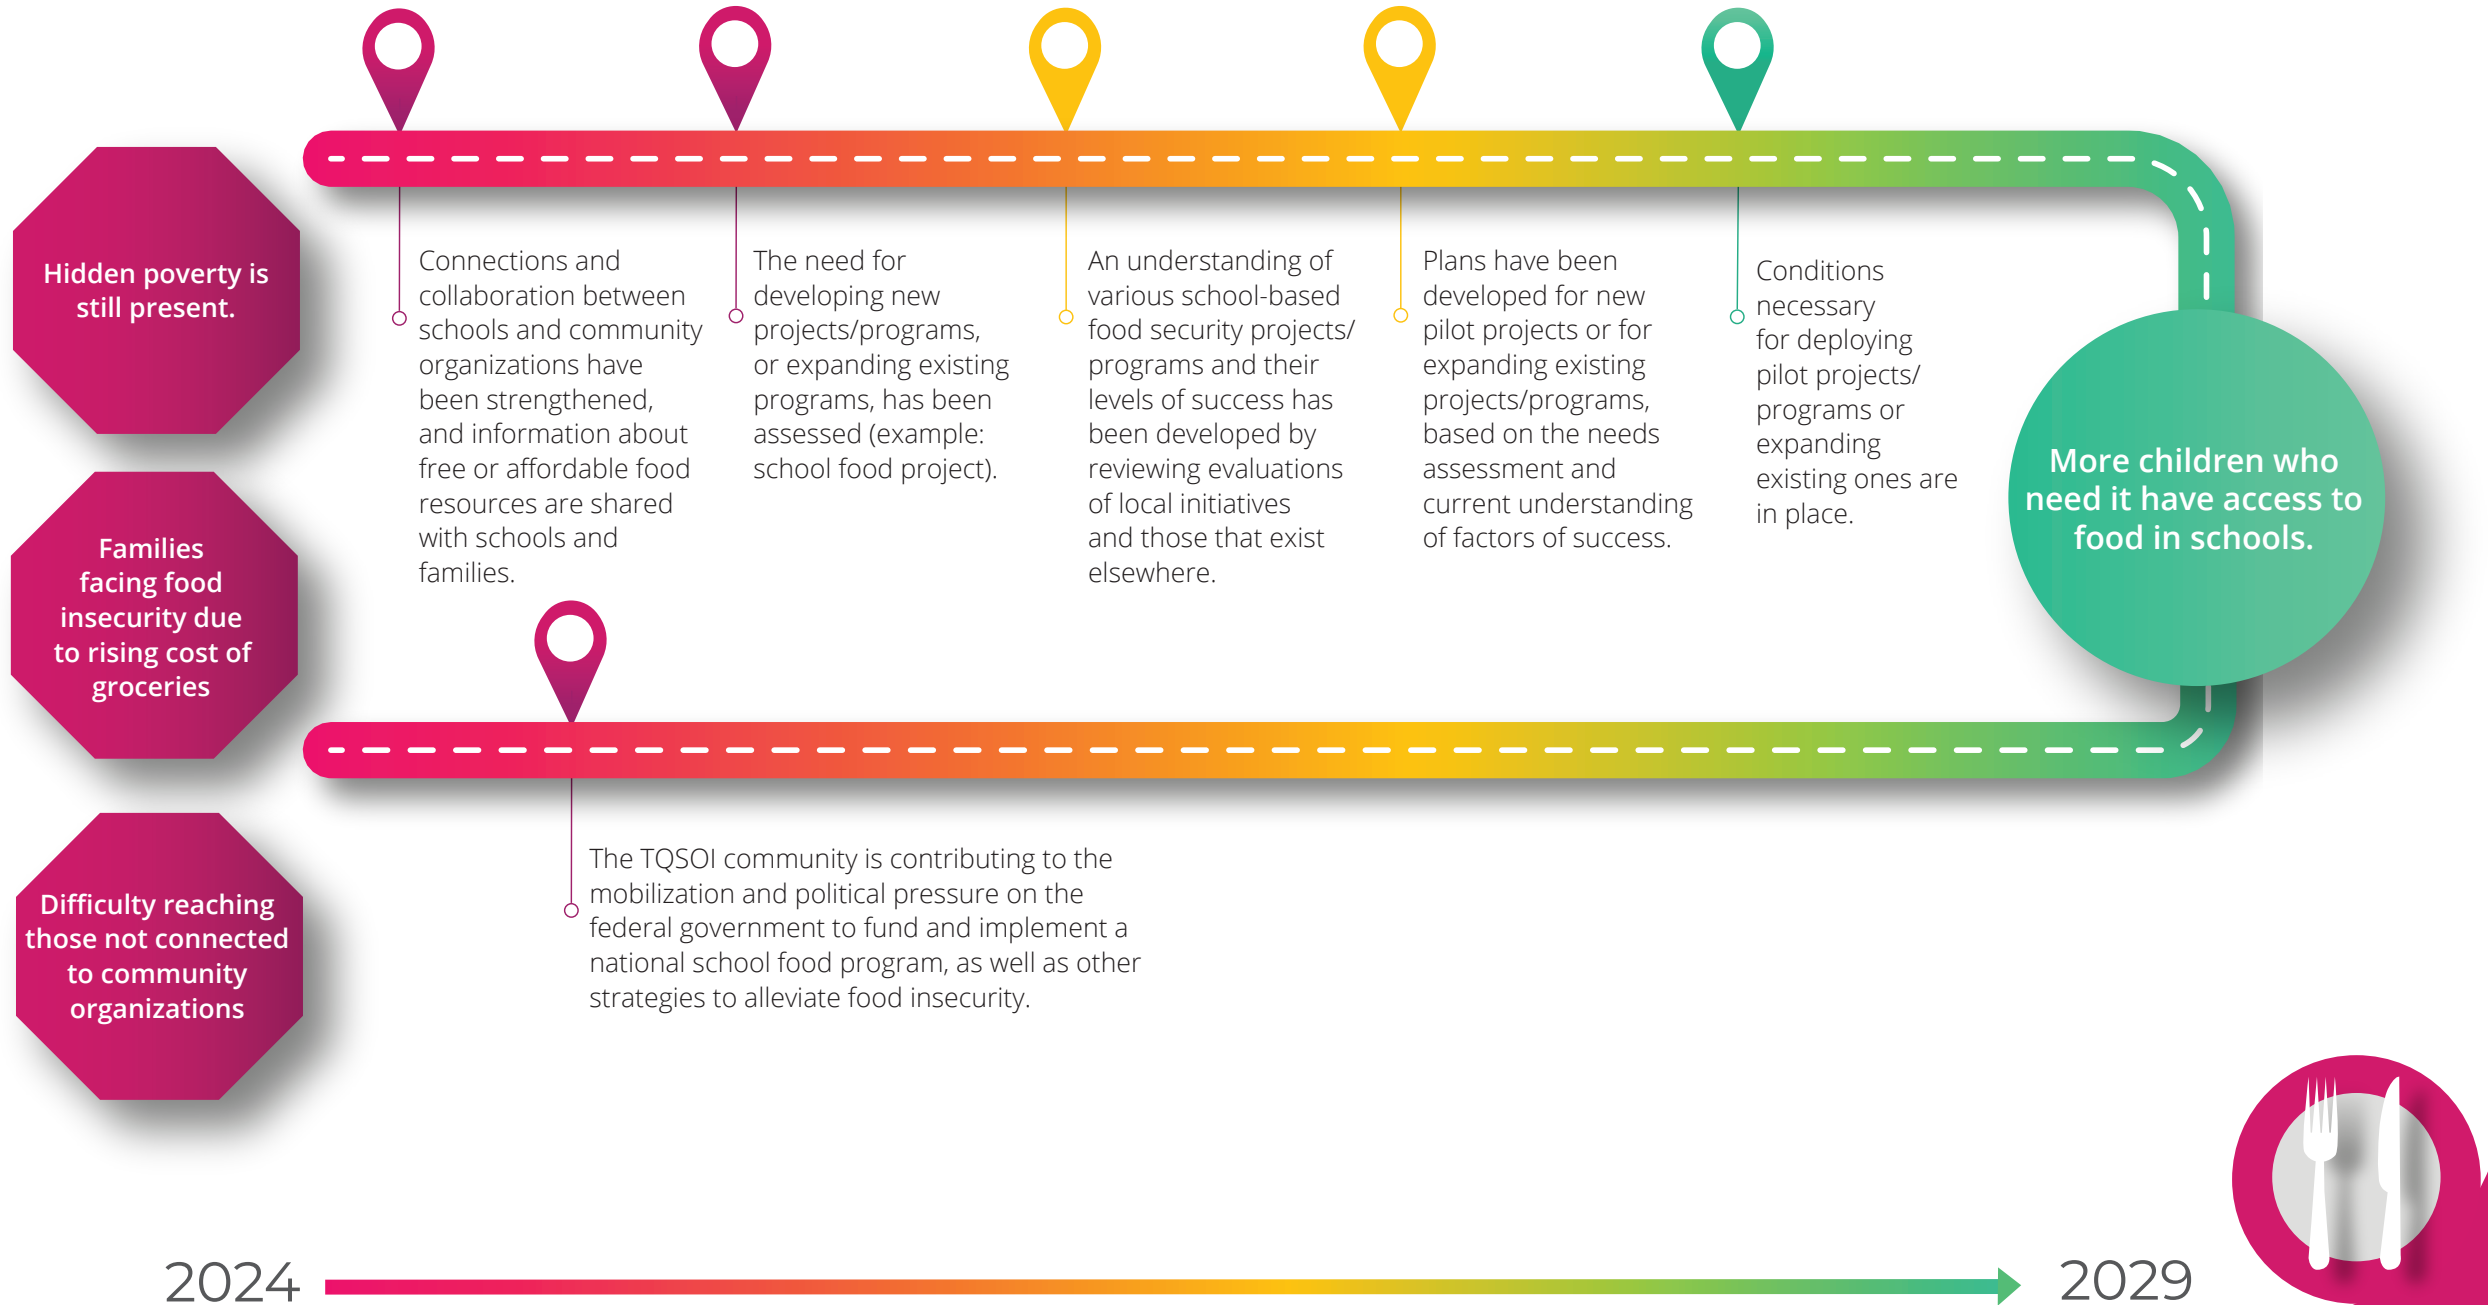 Hidden poverty is
still present.
Families
facing food
insecurity due
to rising cost of
groceries
Difficulty reaching
those not connected
to community
organizations
Connections and
collaboration between
schools and community
organizations have
been strengthened,
and information about
free or affordable food
resources are shared
with schools and
families.
The need for
developing new
projects/programs,
or expanding existing
programs, has been
assessed (example:
school food project).
An understanding of
various school-based
food security projects/
programs and their
levels of success has
been developed by
reviewing evaluations
of local initiatives
and those that exist
elsewhere.
Plans have been
developed for new
pilot projects or for
expanding existing
projects/programs,
based on the needs
assessment and
current understanding
of factors of success.
Conditions
necessary
for deploying
pilot projects/
programs or
expanding
existing ones are
in place.
More children who
need it have access to
food in schools.
The TQSOI community is contributing to the
mobilization and political pressure on the
federal government to fund and implement a
national school food program, as well as other
strategies to alleviate food insecurity.
2024
2029